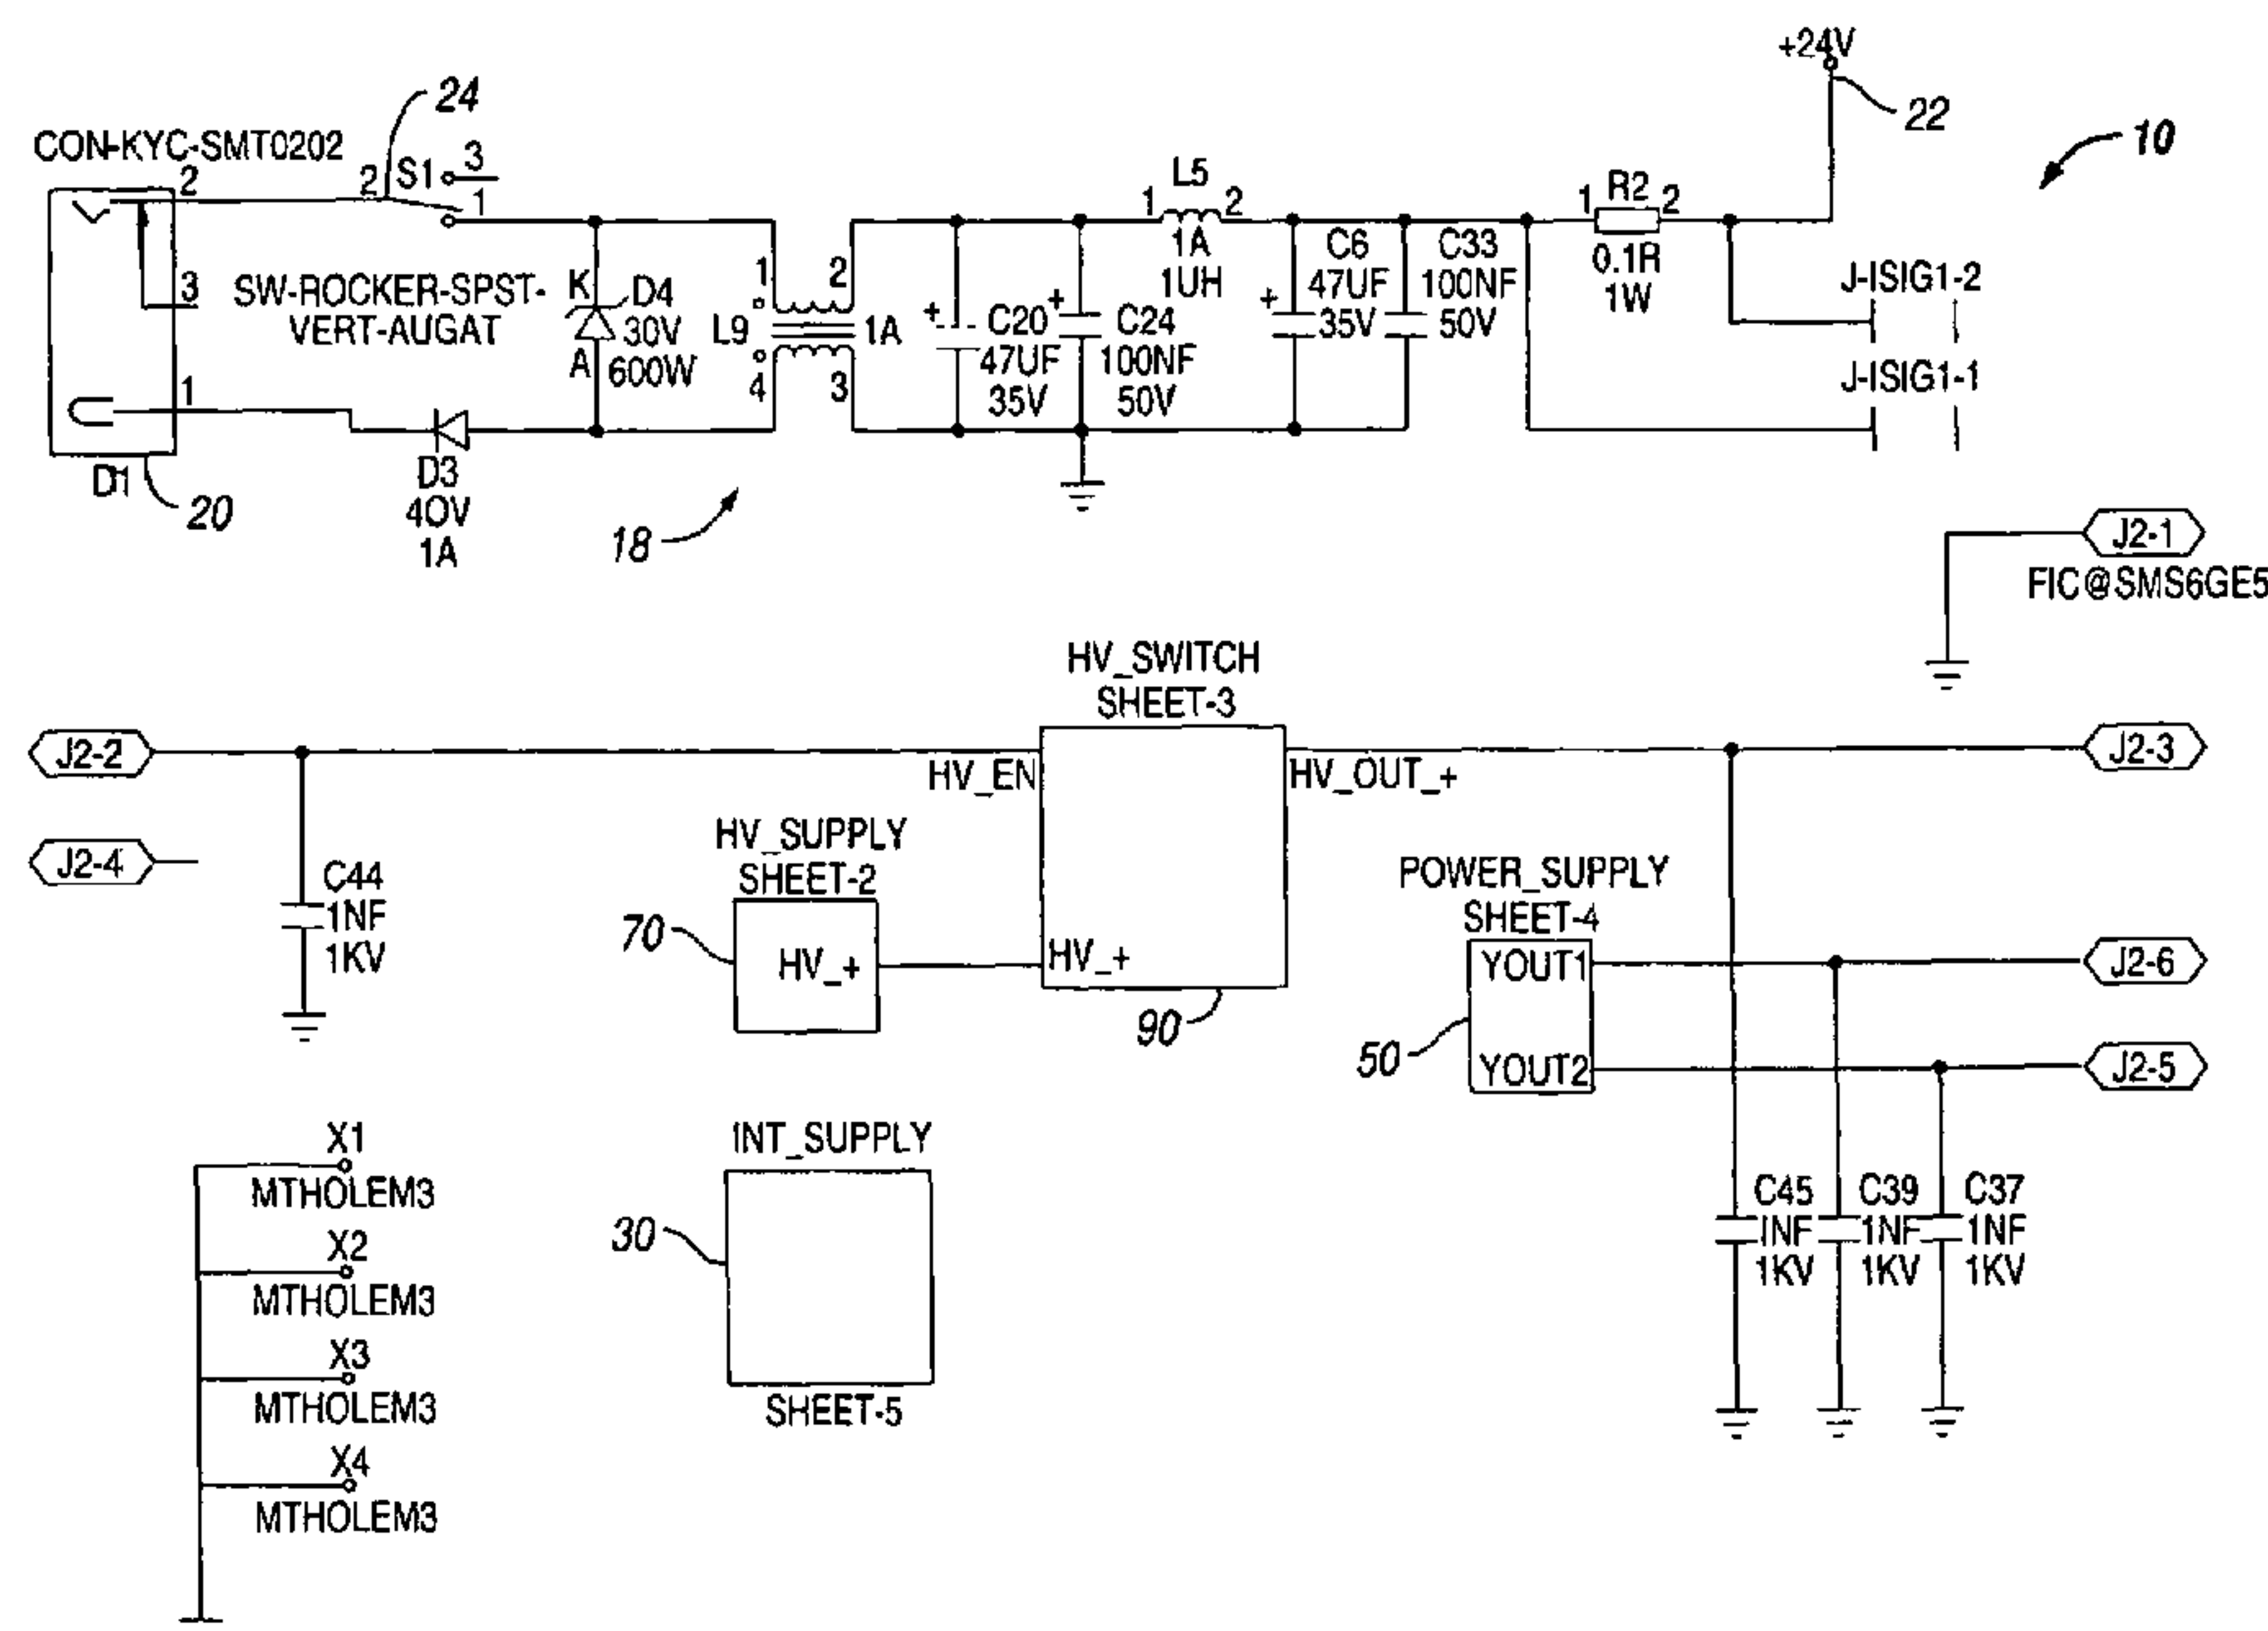 +24V
24
22
10
CON-KYC-SMT0202
2
2 S1 3
1
3
SW-ROCKER-SPST-
VERT-AUGAT
1
D1
20
D3
40V
1A
K
D4
30V
600W
A
18
1
2
L9
1A
4
3
+
C20
47UF
35V
+
C24
100NF
50V
L5
1 2
1A
1UH
+
C6
47UF
35V
C33
100NF
50V
1 R2 2
0.1R
1W
J-ISIG1-2
J-ISIG1-1
J2-1
FIC@SMS6GE5
HV_SWITCH
SHEET-3
J2-2
HV_EN
HV_OUT_+
J2-3
J2-4
C44
1NF
1KV
HV_SUPPLY
SHEET-2
70
HV_+
HV_+
90
POWER_SUPPLY
SHEET-4
YOUT1
J2-6
50
YOUT2
J2-5
X1
MTHOLEM3
X2
MTHOLEM3
X3
MTHOLEM3
X4
MTHOLEM3
INT_SUPPLY
30
SHEET-5
C45
1NF
1KV
C39
1NF
1KV
C37
1NF
1KV